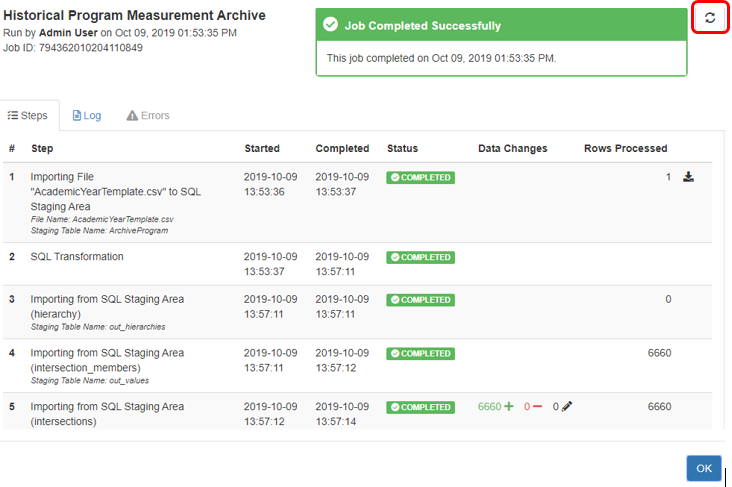 Historical Program Measurement Archive
Run by Admin User on Oct 09, 2019 01:53:35 PM
Job ID: 794362010204110849
Job Completed Successfully
This job completed on Oct 09, 2019 01:53:35 PM.
Steps Log Errors
# Step Started Completed Status Data Changes Rows Processed
1 Importing File 2019-10-09 2019-10-09 COMPLETED 1
"AcademicYearTemplate.csv" to SQL 13:53:36 13:53:37
Staging Area
File Name: AcademicYearTemplate.csv
Staging Table Name: ArchiveProgram
2 SQL Transformation 2019-10-09 2019-10-09 COMPLETED
13:53:37 13:57:11
3 Importing from SQL Staging Area 2019-10-09 2019-10-09 COMPLETED 0
(hierarchy) 13:57:11 13:57:11
Staging Table Name: out_hierarchies
4 Importing from SQL Staging Area 2019-10-09 2019-10-09 COMPLETED 6660
(intersection_members) 13:57:11 13:57:12
Staging Table Name: out_values
5 Importing from SQL Staging Area 2019-10-09 2019-10-09 COMPLETED 6660 + 0 − 0 6660
(intersections) 13:57:12 13:57:14
OK